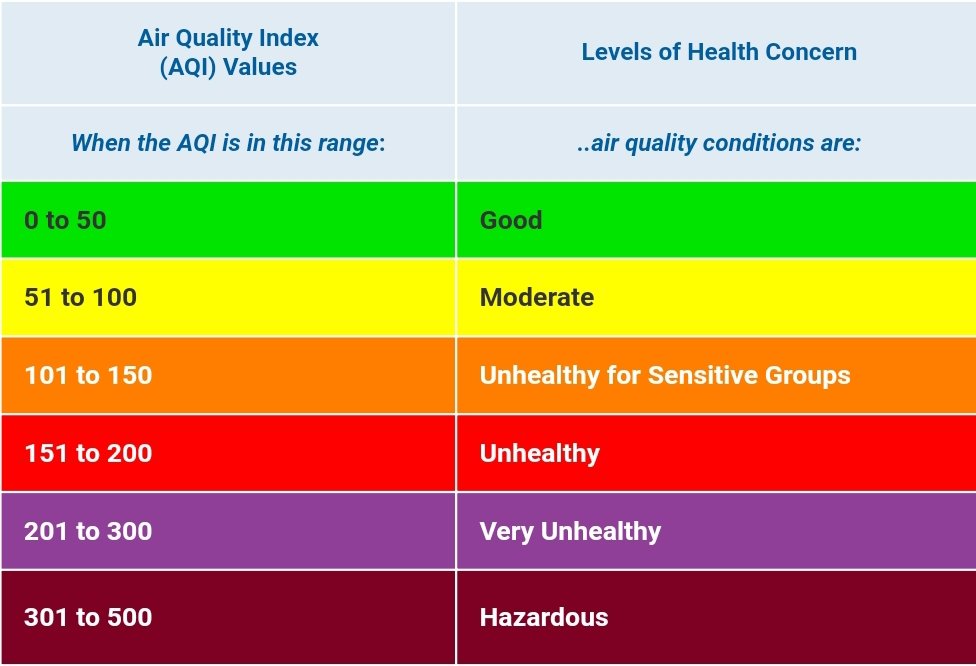 Air Quality Index
(AQI) Values
Levels of Health Concern
When the AQI is in this range:
..air quality conditions are:
0 to 50
Good
51 to 100
Moderate
101 to 150
Unhealthy for Sensitive Groups
151 to 200
Unhealthy
201 to 300
Very Unhealthy
301 to 500
Hazardous